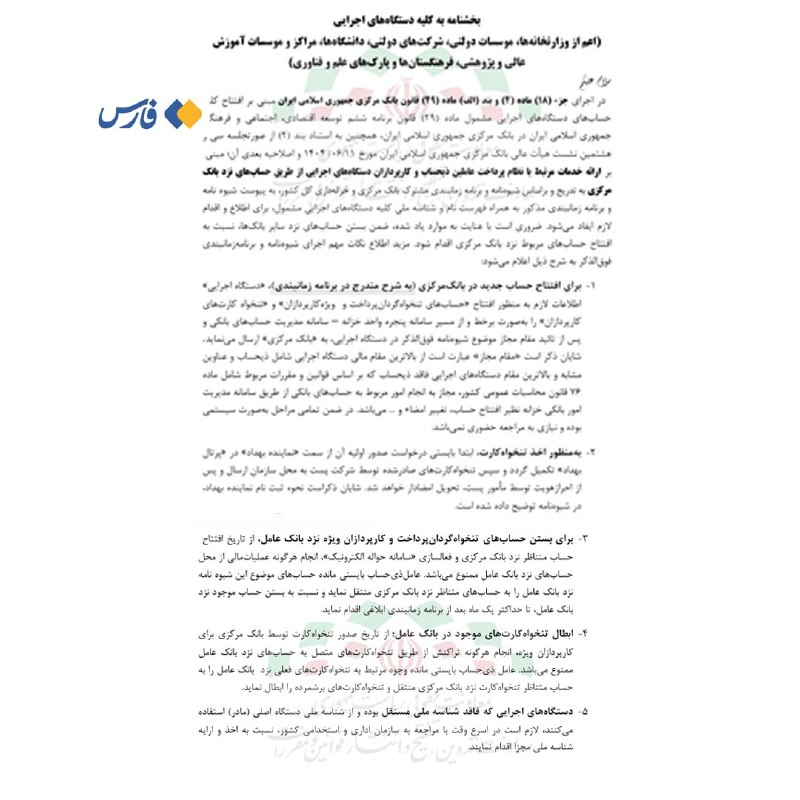 بخشنامه به کلیه دستگاه‌های اجرایی
(اعم از وزارتخانه‌ها، موسسات دولتی، شرکت‌های دولتی، دانشگاه‌ها، مراکز و موسسات آموزش
عالی و پژوهشی، فرهنگستان‌ها و پارک‌های علم و فناوری)
سلام علیکم
فارس
در اجرای جزء (۱۸) ماده (۴) و بند (الف) ماده (۴۹) قانون بانک مرکزی جمهوری اسلامی ایران مبنی بر افتتاح کلیه
حساب‌های دستگاه‌های اجرایی مشمول ماده (۲۹) قانون برنامه ششم توسعه اقتصادی، اجتماعی و فرهنگی
جمهوری اسلامی ایران در بانک مرکزی جمهوری اسلامی ایران، همچنین به استناد بند (۲) از صورتجلسه سی و
هشتمین نشست هیأت عالی بانک مرکزی جمهوری اسلامی ایران مورخ ۱۴۰۴/۰۶/۱۱ و اصلاحیه بعدی آن؛ مبنی
بر ارائه خدمات مرتبط با نظام پرداخت عاملین ذیحساب و کارپردازان دستگاه‌های اجرایی از طریق حساب‌های نزد بانک
مرکزی به تدریج و براساس شیوه‌نامه و برنامه زمانبندی مشترک بانک مرکزی و خزانه‌داری کل کشور، به پیوست شیوه نامه
و برنامه زمانبندی مذکور به همراه فهرست نام و شناسه ملی کلیه دستگاه‌های اجرایی مشمول، برای اطلاع و اقدام
لازم ایفاد می‌شود. ضروری است با عنایت به موارد یاد شده، ضمن بستن حساب‌های نزد سایر بانک‌ها، نسبت به
افتتاح حساب‌های مربوط نزد بانک مرکزی اقدام شود. مزید اطلاع نکات مهم اجرای شیوه‌نامه و برنامه‌زمانبندی
فوق‌الذکر به شرح ذیل اعلام می‌شود:
۱- برای افتتاح حساب جدید در بانک‌مرکزی (به شرح مندرج در برنامه زمانبندی)، «دستگاه اجرایی»
اطلاعات لازم به منظور افتتاح «حساب‌های تنخواه‌گردان‌پرداخت و ویژه‌کارپردازان» و «تنخواه کارت‌های
کارپردازان» را به‌صورت برخط و از مسیر سامانه پنجره واحد خزانه – سامانه مدیریت حساب‌های بانکی و
پس از تائید مقام مجاز موضوع شیوه‌نامه فوق‌الذکر در دستگاه اجرایی، به «بانک مرکزی» ارسال می‌نماید.
شایان ذکر است «مقام مجاز» عبارت است از بالاترین مقام مالی دستگاه اجرایی شامل ذیحساب و عناوین
مشابه و بالاترین مقام دستگاه‌های اجرایی فاقد ذیحساب که بر اساس قوانین و مقررات مربوط شامل ماده
۷۶ قانون محاسبات عمومی کشور، مجاز به انجام امور مربوط به حساب‌های بانکی از طریق سامانه مدیریت
امور بانکی خزانه نظیر افتتاح حساب، تغییر امضاء و ... می‌باشد. در ضمن تمامی مراحل به‌صورت سیستمی
بوده و نیازی به مراجعه حضوری نمی‌باشد.
۲- به‌منظور اخذ تنخواه‌کارت، ابتدا بایستی درخواست صدور اولیه آن از سمت «نماینده بهداد» در «پرتال
بهداد» تکمیل گردد و سپس تنخواه‌کارت‌های صادرشده توسط شرکت پست به محل سازمان ارسال و پس
از احرازهویت توسط مأمور پست، تحویل امضادار خواهد شد. شایان ذکراست نحوه ثبت نام نماینده بهداد،
در شیوه‌نامه توضیح داده شده است.
۳- برای بستن حساب‌های تنخواه‌گردان‌پرداخت و کارپردازان ویژه نزد بانک عامل، از تاریخ افتتاح
حساب متناظر نزد بانک مرکزی و فعالسازی «سامانه حواله الکترونیک»، انجام هرگونه عملیات‌مالی از محل
حساب‌های نزد بانک عامل ممنوع می‌باشد. عامل‌ذی‌حساب بایستی مانده حساب‌های موضوع این شیوه نامه
نزد بانک عامل را به حساب‌های متناظر نزد بانک مرکزی منتقل نماید و نسبت به بستن حساب موجود نزد
بانک عامل، تا حداکثر یک ماه بعد از برنامه زمانبندی ابلاغی اقدام نماید.
۴- ابطال تنخواه‌کارت‌های موجود در بانک عامل؛ از تاریخ صدور تنخواه‌کارت توسط بانک مرکزی برای
کارپردازان ویژه، انجام هرگونه تراکنش از طریق تنخواه‌کارت‌های متصل به حساب‌های نزد بانک عامل
ممنوع می‌باشد. عامل ذی‌حساب بایستی مانده وجوه مرتبط به تنخواه‌کارت‌های فعلی نزد بانک عامل را به
حساب متناظر تنخواه‌کارت نزد بانک مرکزی منتقل و تنخواه‌کارت‌های برشمرده را ابطال نماید.
۵- دستگاه‌های اجرایی که فاقد شناسه ملی مستقل بوده و از شناسه ملی دستگاه اصلی (مادر) استفاده
می‌کنند، لازم است در اسرع وقت با مراجعه به سازمان اداری و استخدامی کشور، نسبت به اخذ و ارایه
شناسه ملی مجزا اقدام نمایند.